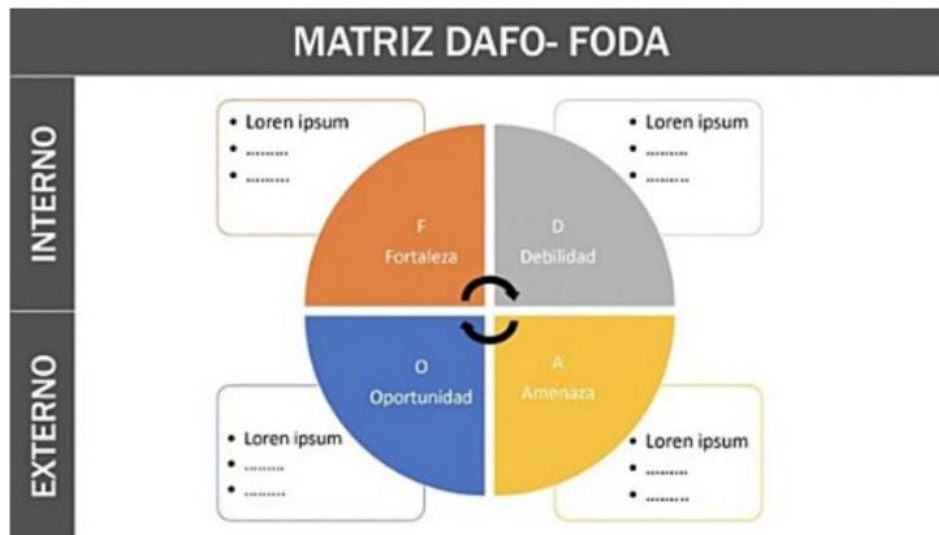 MATRIZ DAFO- FODA
INTERNO
• Loren ipsum
• .........
• .........
F
Fortaleza
D
Debilidad
• Loren ipsum
• .........
• .........
EXTERNO
O
Oportunidad
• Loren ipsum
• .........
• .........
A
Amenaza
• Loren ipsum
• .........
• .........